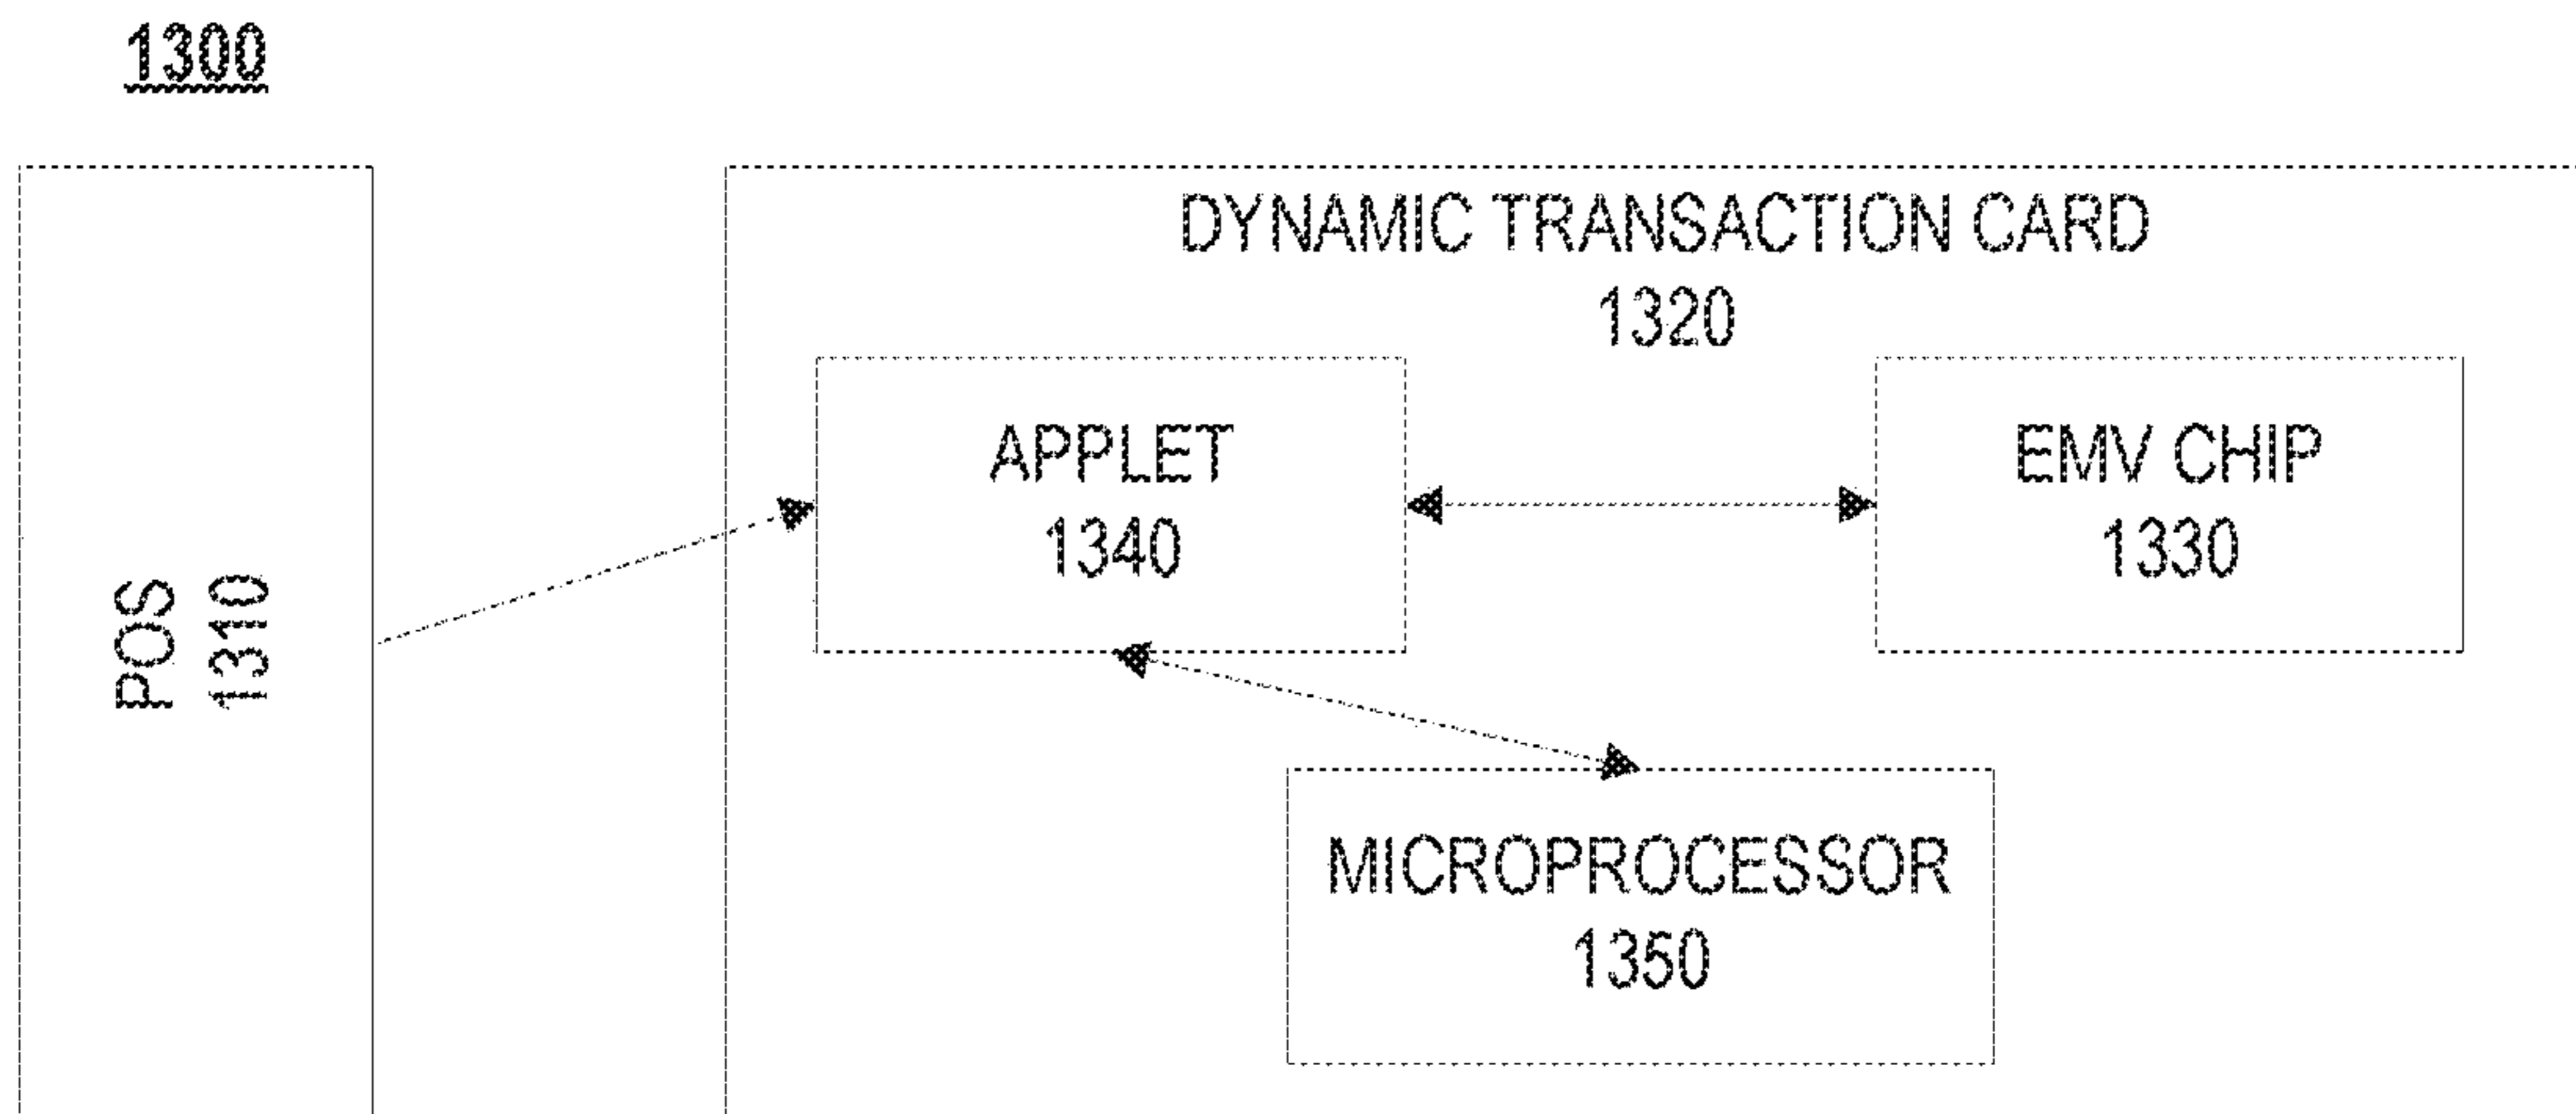 1300
DYNAMIC TRANSACTION CARD
1320
APPLET
1340
EMV CHIP
1330
POS
1310
MICROPROCESSOR
1350